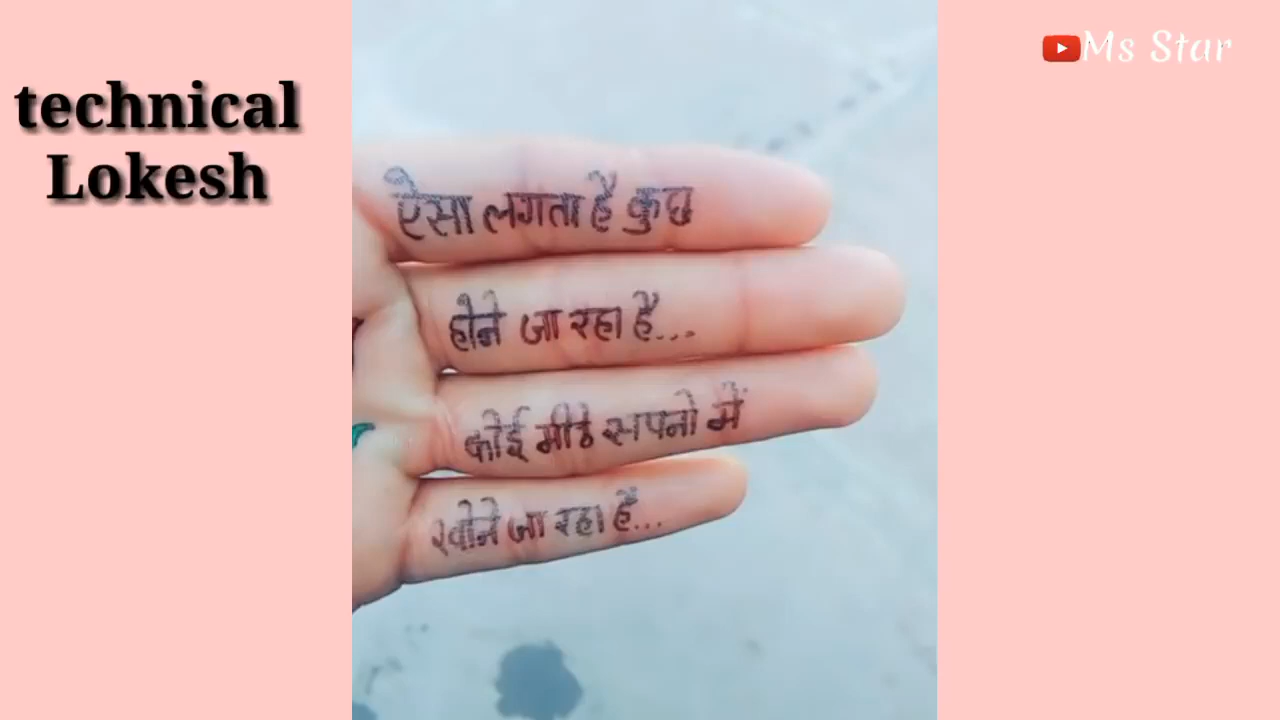 technical
Lokesh
Ms Star
ऐसा लगता है कुछ
होने जा रहा है...
कोई मीठे सपनो में
खोने जा रहा है...